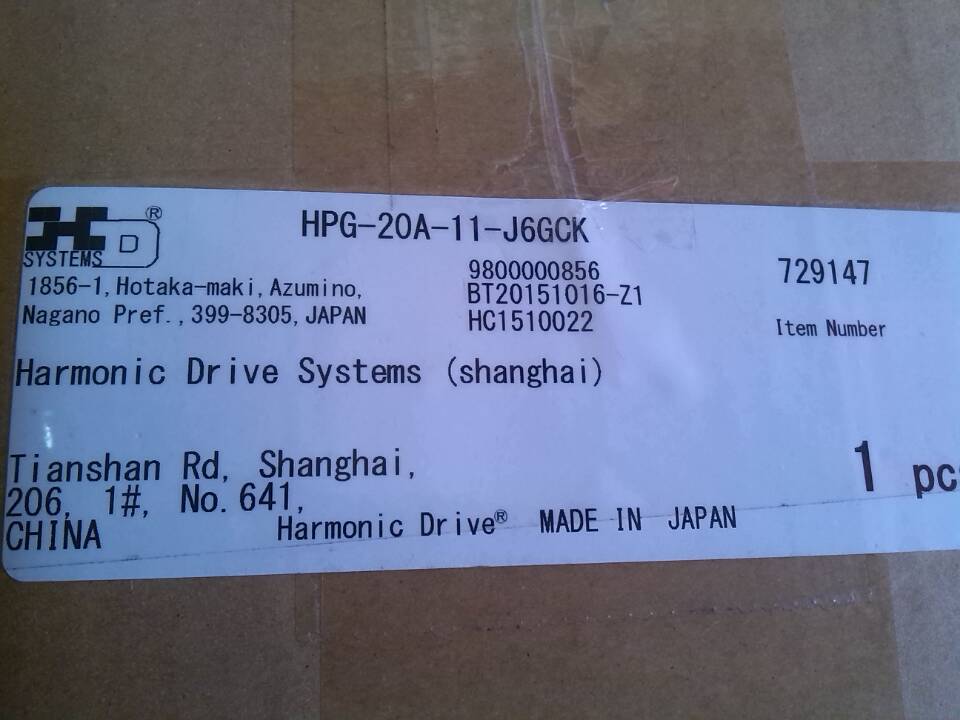 HPG-20A-11-J6GCK
HD®
SYSTEMS
1856-1, Hotaka-maki, Azumino,
Nagano Pref., 399-8305, JAPAN
9800000856
BT20151016-Z1
HC1510022
729147
Item Number
Harmonic Drive Systems (shanghai)
Tianshan Rd, Shanghai,
206, 1#, No. 641,
CHINA
1 pcs
Harmonic Drive® MADE IN JAPAN